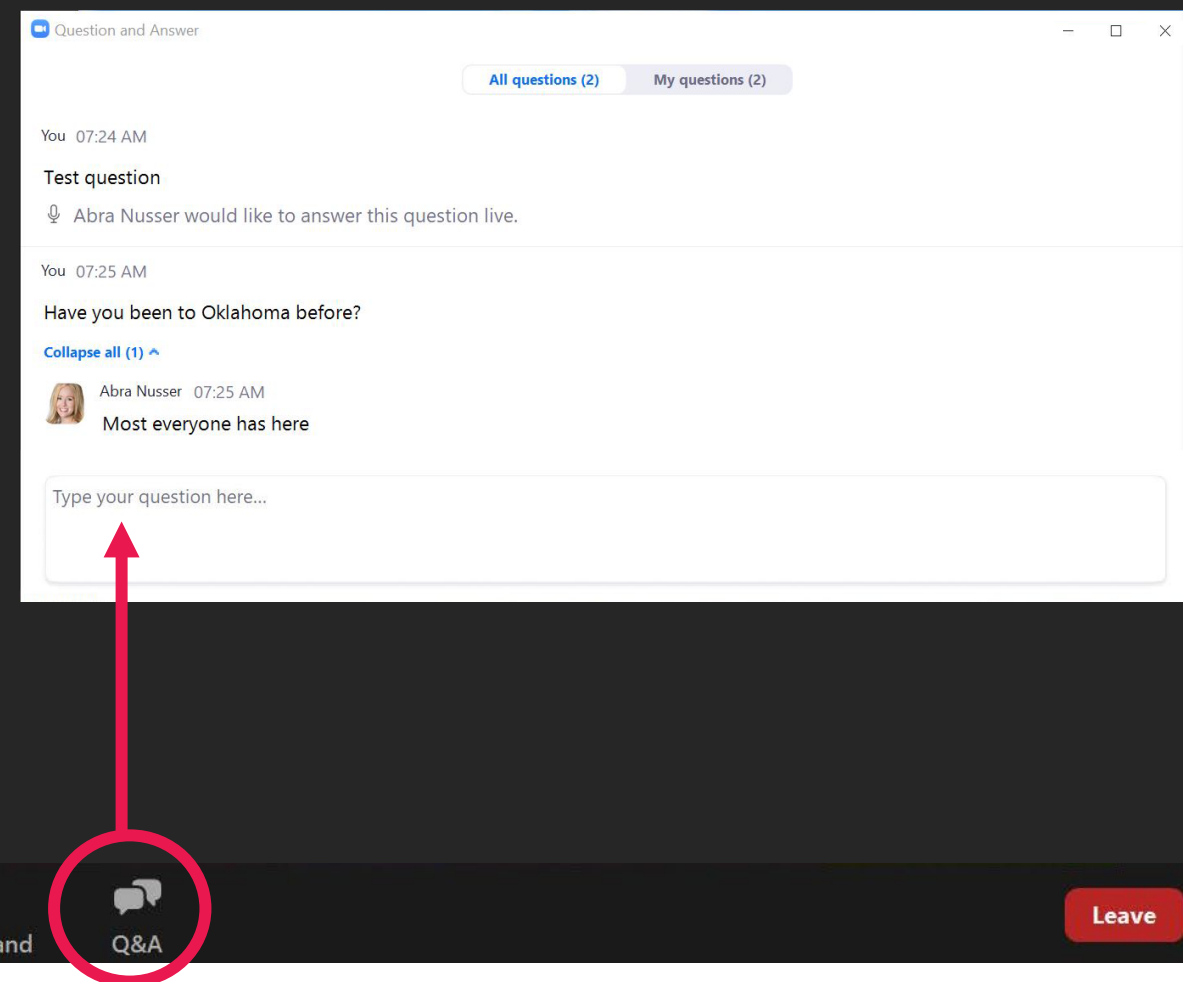 Question and Answer
All questions (2) My questions (2)
You 07:24 AM
Test question
Abra Nusser would like to answer this question live.
You 07:25 AM
Have you been to Oklahoma before?
Collapse all (1)
Abra Nusser 07:25 AM
Most everyone has here
Type your question here...
and Q&A
Leave